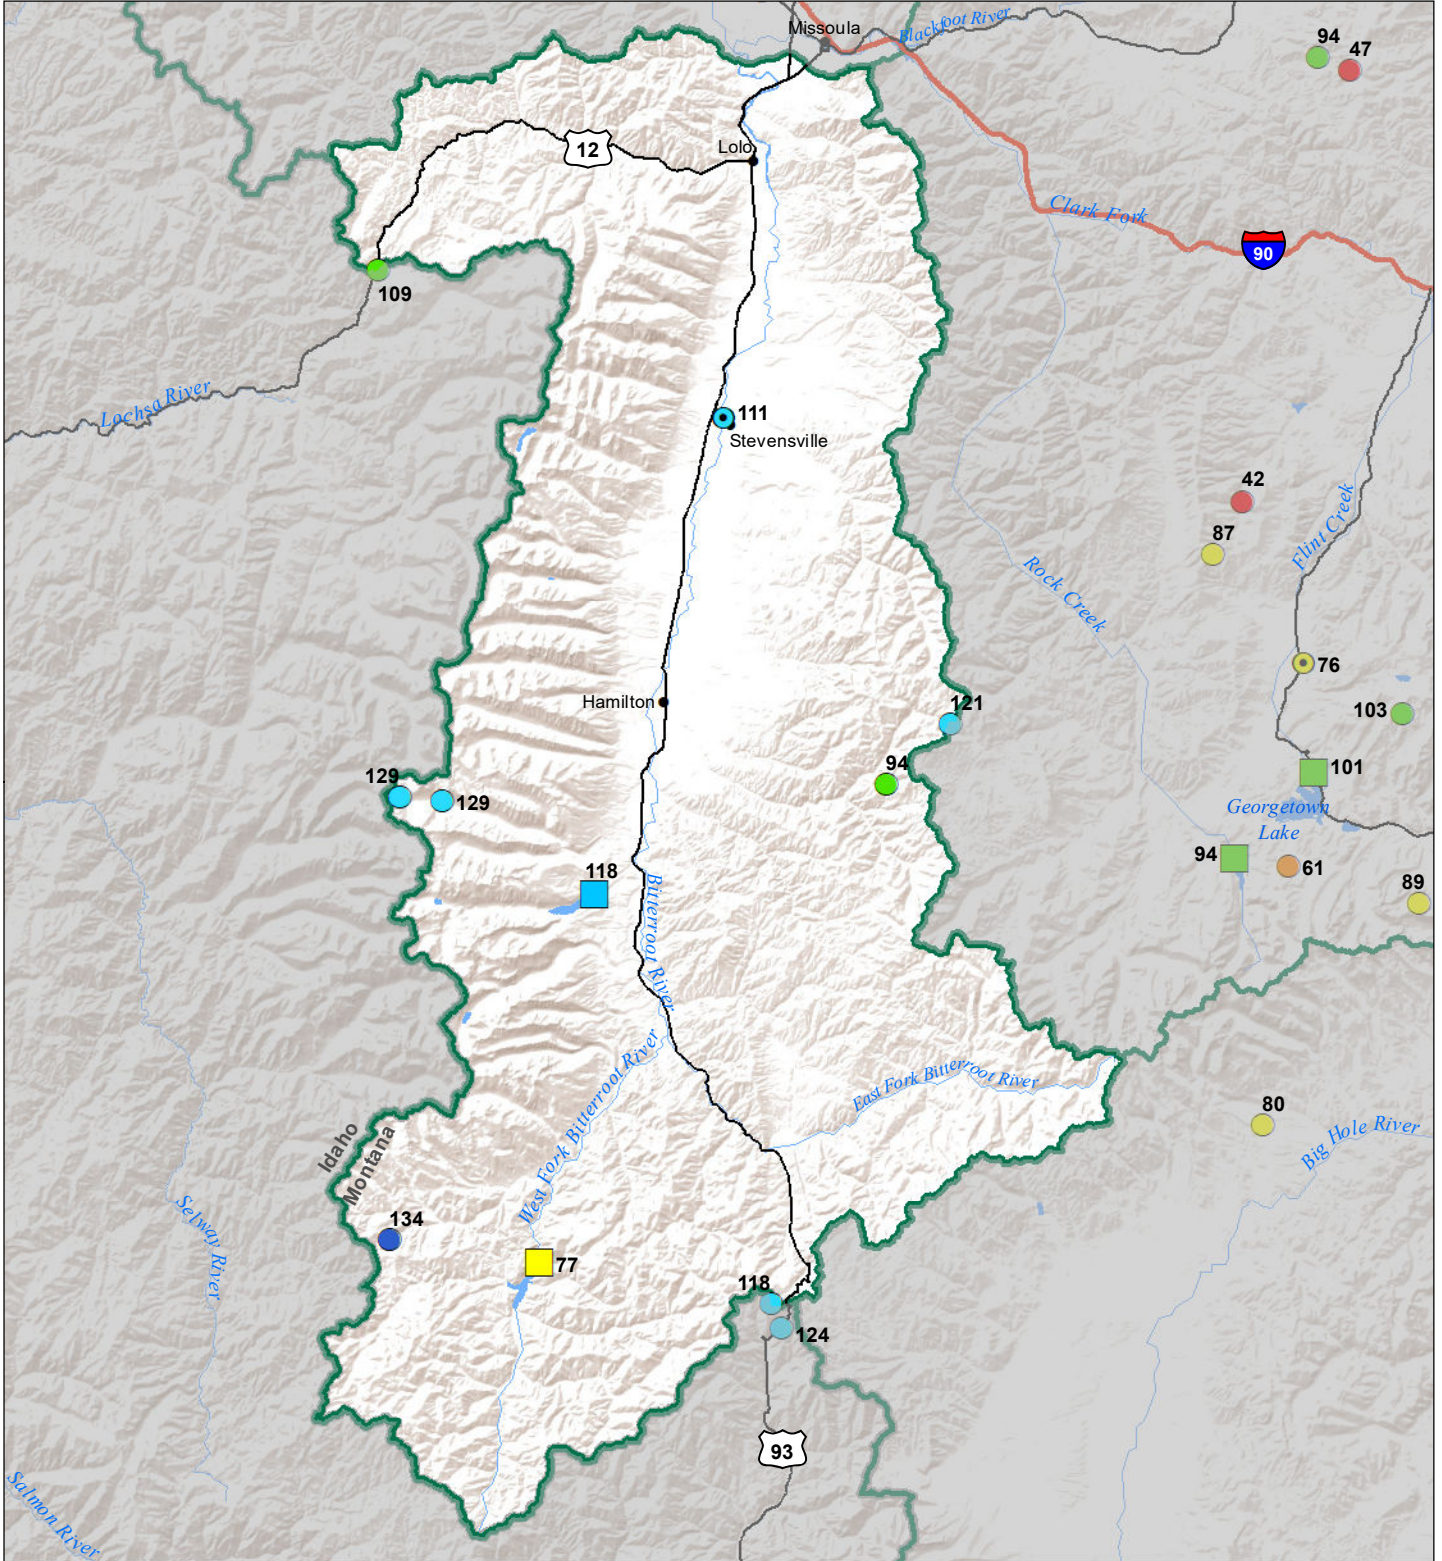 Missoula
Blackfoot River
94
47
12
Lolo
Clark Fork
90
109
Lochsa River
111
Stevensville
42
87
Flint Creek
Rock Creek
76
Hamilton
121
103
94
101
129
129
Georgetown
Lake
94
61
118
89
Bitterroot River
West Fork Bitterroot River
East Fork Bitterroot River
80
Big Hole River
Idaho
Montana
Selway River
134
77
118
124
93
Salmon River